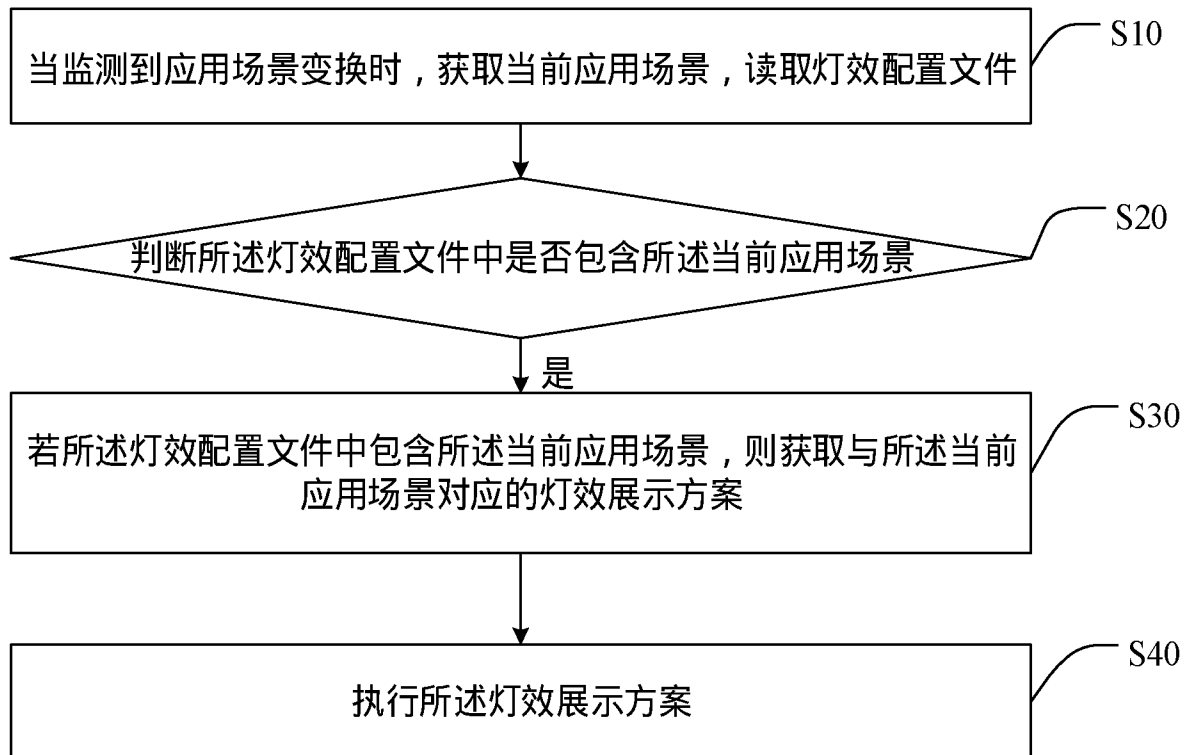 当监测到应用场景变换时，获取当前应用场景，读取灯效配置文件
S10
判断所述灯效配置文件中是否包含所述当前应用场景
S20
是
若所述灯效配置文件中包含所述当前应用场景，则获取与所述当前
应用场景对应的灯效展示方案
S30
执行所述灯效展示方案
S40